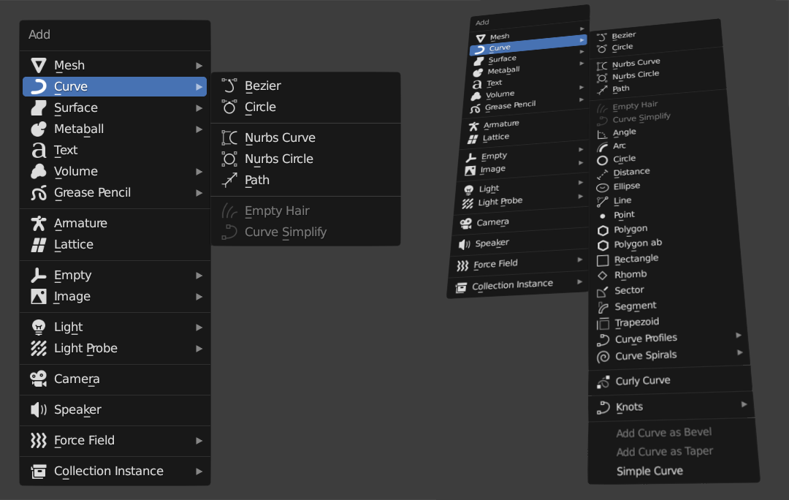 Add
Mesh
Curve
Surface
Metaball
Text
Volume
Grease Pencil
Armature
Lattice
Empty
Image
Light
Light Probe
Camera
Speaker
Force Field
Collection Instance
Bezier
Circle
Nurbs Curve
Nurbs Circle
Path
Empty Hair
Curve Simplify
Add
Mesh
Curve
Surface
Metaball
Text
Volume
Grease Pencil
Armature
Lattice
Empty
Image
Light
Light Probe
Camera
Speaker
Force Field
Collection Instance
Bezier
Circle
Nurbs Curve
Nurbs Circle
Path
Empty Hair
Curve Simplify
Angle
Arc
Circle
Distance
Ellipse
Line
Point
Polygon
Polygon ab
Rectangle
Rhomb
Sector
Segment
Trapezoid
Curve Profiles
Curve Spirals
Curly Curve
Knots
Add Curve as Bevel
Add Curve as Taper
Simple Curve